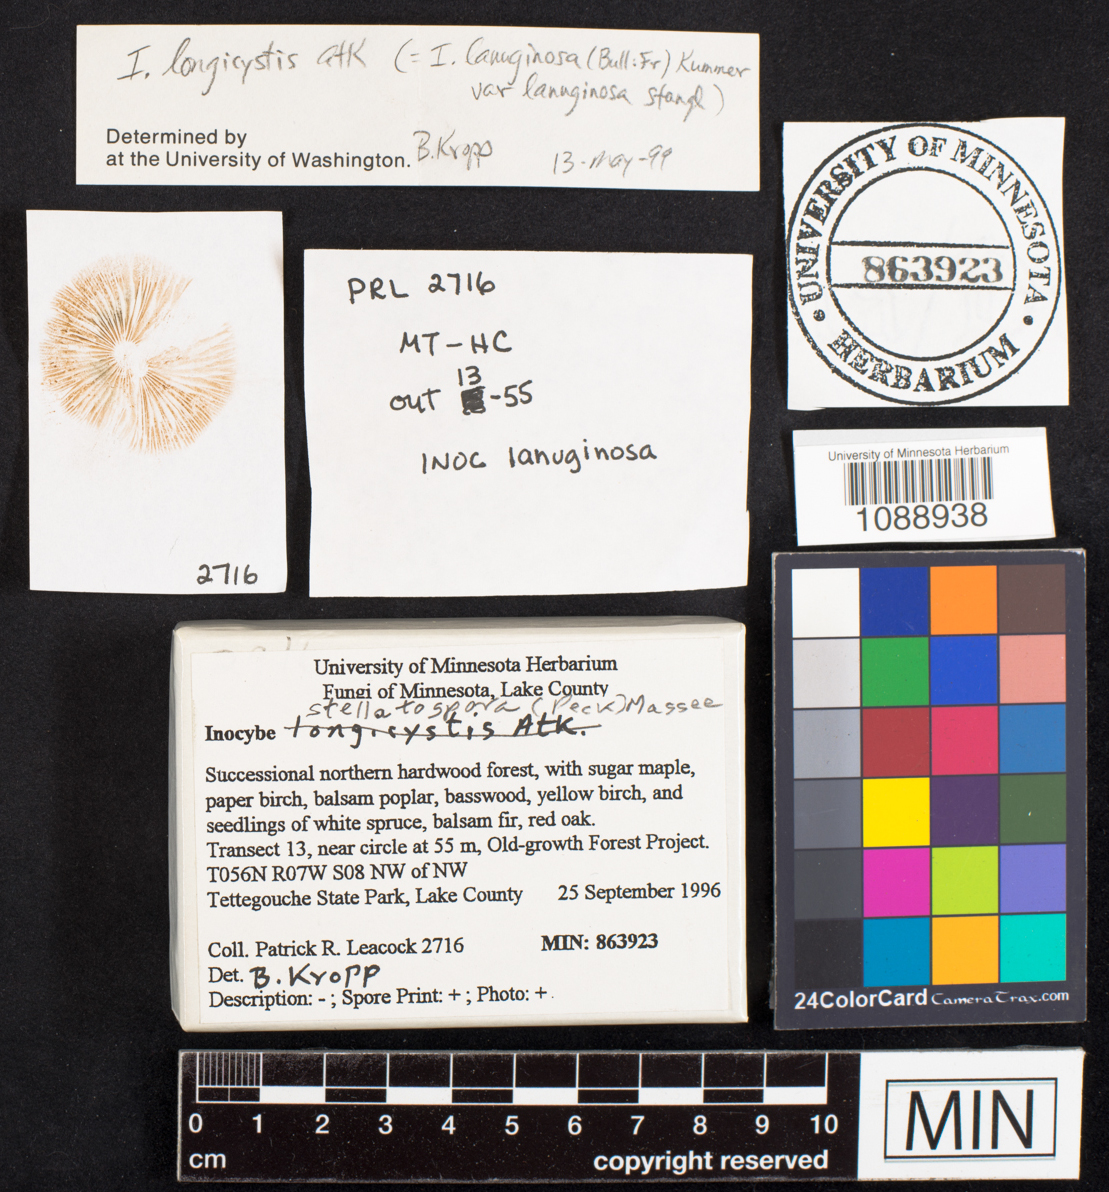 I. longicystis Atk (= I. lanuginosa (Bull:Fr) Kummer
var lanuginosa Stangl)
Determined by
at the University of Washington. B. Kropp 13-May-99
UNIVERSITY OF MINNESOTA
863923
• HERBARIUM •
PRL 2716
MT-HC
13
out -55
INOC lanuginosa
2716
University of Minnesota Herbarium
1088938
University of Minnesota Herbarium
Fungi of Minnesota, Lake County
stellatospora (Peck) Massee
Inocybe longicystis Atk.
Successional northern hardwood forest, with sugar maple,
paper birch, balsam poplar, basswood, yellow birch, and
seedlings of white spruce, balsam fir, red oak.
Transect 13, near circle at 55 m, Old-growth Forest Project.
T056N R07W S08 NW of NW
Tettegouche State Park, Lake County 25 September 1996
Coll. Patrick R. Leacock 2716 MIN: 863923
Det. B. Kropp
Description: - ; Spore Print: + ; Photo: + .
24ColorCard CameraTrax.com
0 1 2 3 4 5 6 7 8 9 10
cm copyright reserved
MIN